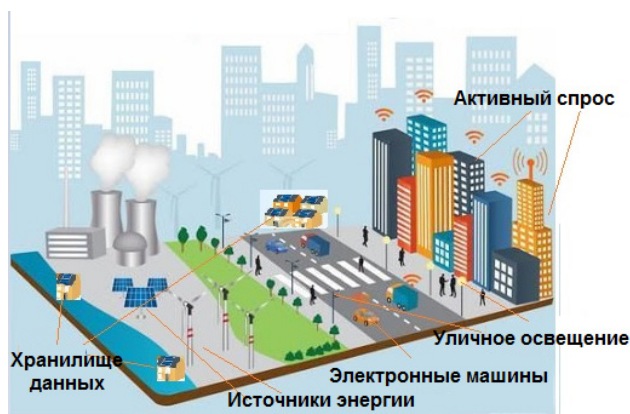 Активный спрос
Уличное освещение
Хранилище
данных
Электронные машины
Источники энергии